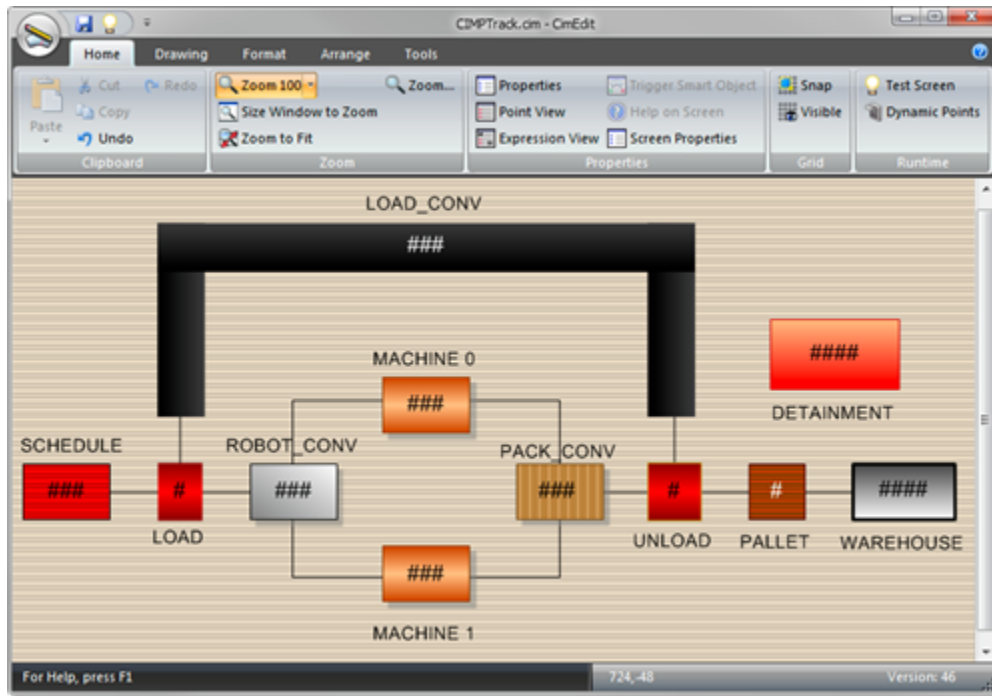 CIMPTrack.cim - CimEdit
Home Drawing Format Arrange Tools
Paste
Cut
Copy
Undo
Redo
Clipboard
Zoom 100
Size Window to Zoom
Zoom to Fit
Zoom...
Zoom
Properties
Point View
Expression View
Trigger Smart Object
Help on Screen
Screen Properties
Properties
Snap
Visible
Grid
Test Screen
Dynamic Points
Runtime
LOAD_CONV
###
MACHINE 0
###
####
DETAINMENT
SCHEDULE
###
#
LOAD
ROBOT_CONV
###
PACK_CONV
###
#
UNLOAD
#
PALLET
####
WAREHOUSE
###
MACHINE 1
For Help, press F1
724,-48
Version: 46